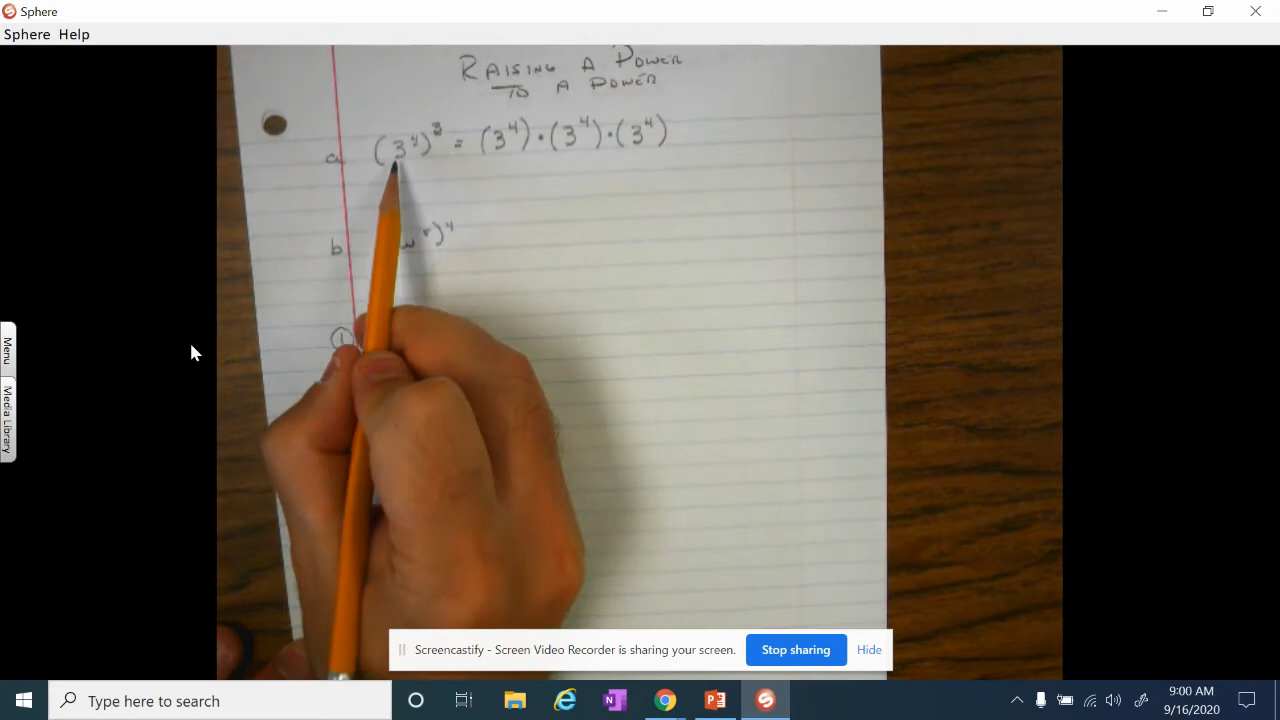 Sphere
Sphere Help
RAISING A POWER
TO A POWER
a (3⁴)³ = (3⁴)·(3⁴)·(3⁴)
b )⁴
①
Menu
Media Library
Screencastify - Screen Video Recorder is sharing your screen. Stop sharing Hide
Type here to search
9:00 AM
9/16/2020